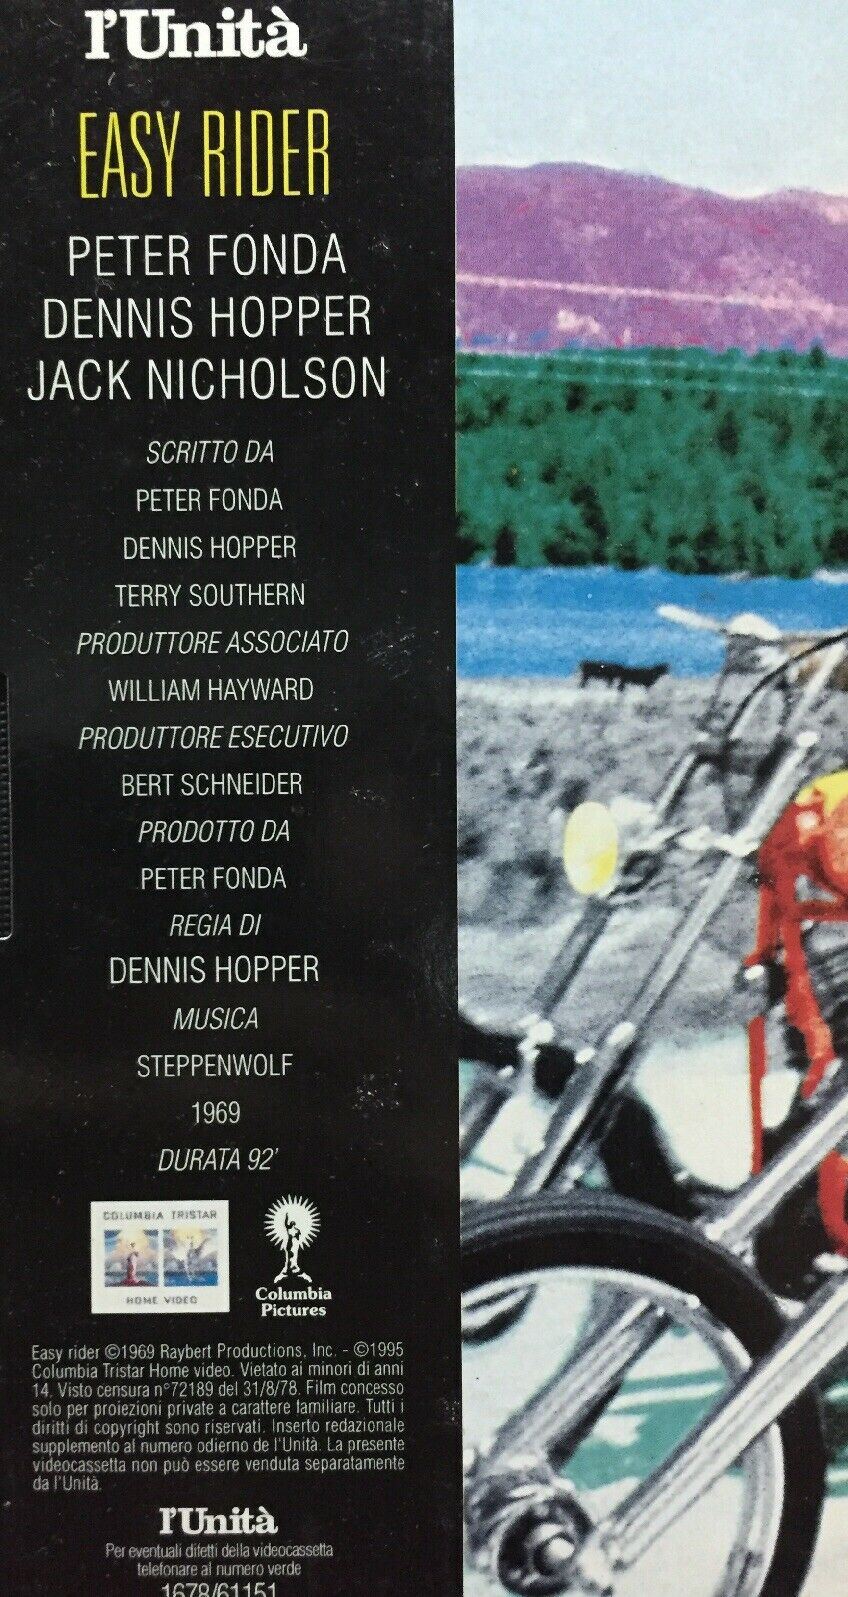 l'Unità
EASY RIDER
PETER FONDA
DENNIS HOPPER
JACK NICHOLSON
SCRITTO DA
PETER FONDA
DENNIS HOPPER
TERRY SOUTHERN
PRODUTTORE ASSOCIATO
WILLIAM HAYWARD
PRODUTTORE ESECUTIVO
BERT SCHNEIDER
PRODOTTO DA
PETER FONDA
REGIA DI
DENNIS HOPPER
MUSICA
STEPPENWOLF
1969
DURATA 92'
COLUMBIA TRISTAR
HOME VIDEO
Columbia
Pictures
Easy rider ©1969 Raybert Productions, Inc. - ©1995
Columbia Tristar Home video. Vietato ai minori di anni
14. Visto censura n°72189 del 31/8/78. Film concesso
solo per proiezioni private a carattere familiare. Tutti i
diritti di copyright sono riservati. Inserto redazionale
supplemento al numero odierno de l'Unità. La presente
videocassetta non può essere venduta separatamente
da l'Unità.
l'Unità
Per eventuali difetti della videocassetta
telefonare al numero verde
1678/61151